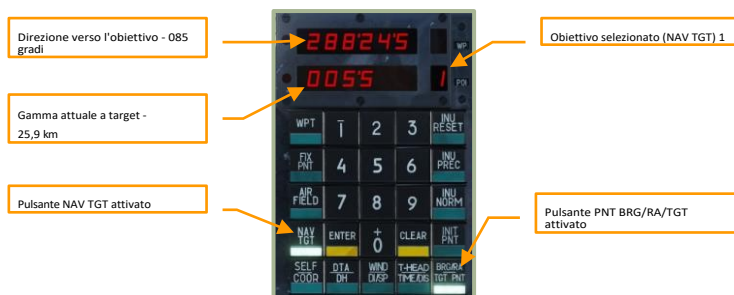 Direzione verso l'obiettivo - 085
gradi
Gamma attuale a target -
25,9 km
Pulsante NAV TGT attivato
Obiettivo selezionato (NAV TGT) 1
Pulsante PNT BRG/RA/TGT
attivato
288'24'5
WP
005'5 1
POI
WPT 1 2 3 INU RESET
FIX PNT 4 5 6 INU PREC
AIR FIELD 7 8 9 INU NORM
NAV TGT ENTER +0 CLEAR INIT PNT
SELF COOR DTA DH WIND DI/SP T-HEAD TIME/DIS BRG/RA TGT PNT